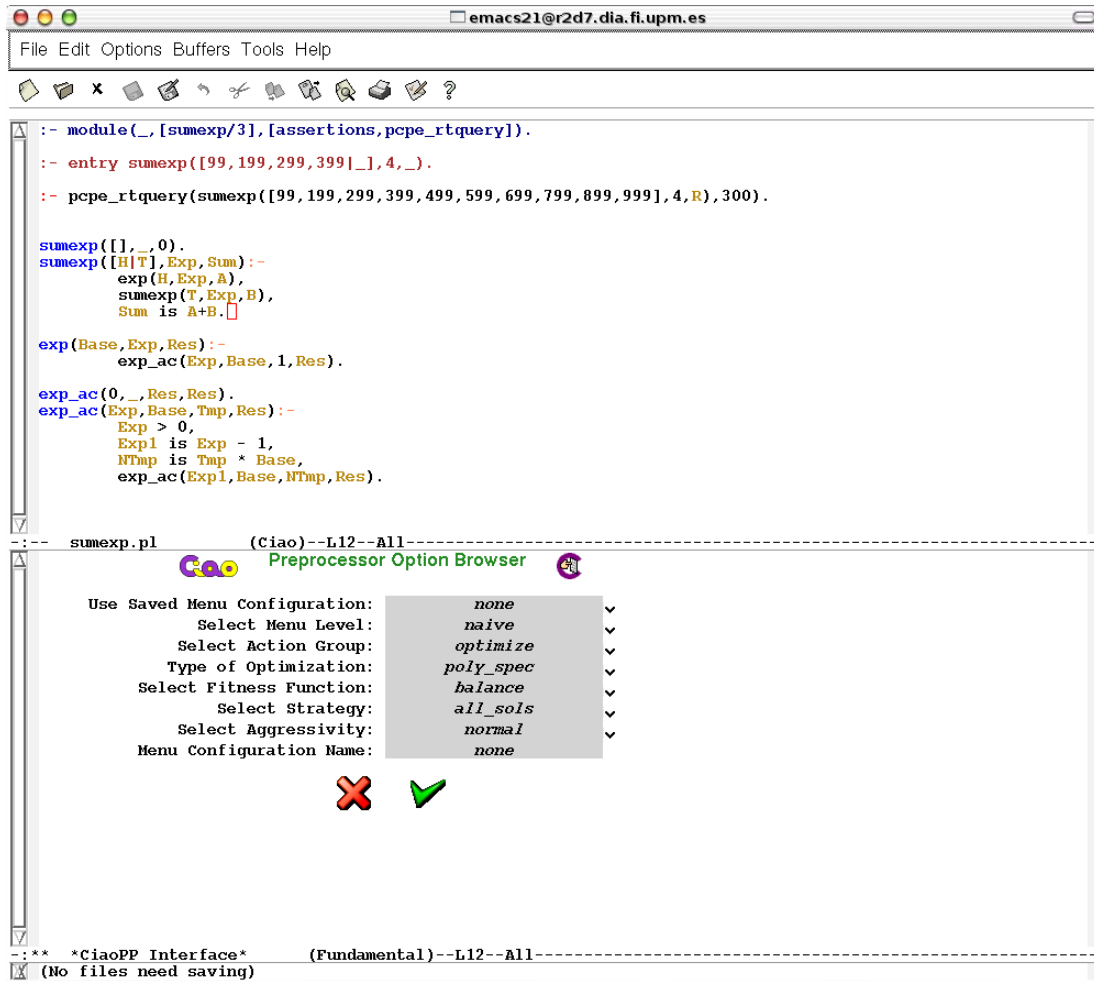 emacs21@r2d7.dia.fi.upm.es
File Edit Options Buffers Tools Help
:- module(_,[sumexp/3],[assertions,pcpe_rtquery]).
:- entry sumexp([99,199,299,399|_],4,_).
:- pcpe_rtquery(sumexp([99,199,299,399,499,599,699,799,899,999],4,R),300).
sumexp([],_,0).
sumexp([H|T],Exp,Sum):-
exp(H,Exp,A),
sumexp(T,Exp,B),
Sum is A+B.
exp(Base,Exp,Res):-
exp_ac(Exp,Base,1,Res).
exp_ac(0,_,Res,Res).
exp_ac(Exp,Base,Tmp,Res):-
Exp > 0,
Exp1 is Exp - 1,
NTmp is Tmp * Base,
exp_ac(Exp1,Base,NTmp,Res).
-:-- sumexp.pl (Ciao)--L12--All--------------------------------------------------
Ciao Preprocessor Option Browser
Use Saved Menu Configuration: none
Select Menu Level: naive
Select Action Group: optimize
Type of Optimization: poly_spec
Select Fitness Function: balance
Select Strategy: all_sols
Select Aggressivity: normal
Menu Configuration Name: none
-:** *CiaoPP Interface* (Fundamental)--L12--All--------------------------------------------------
(No files need saving)